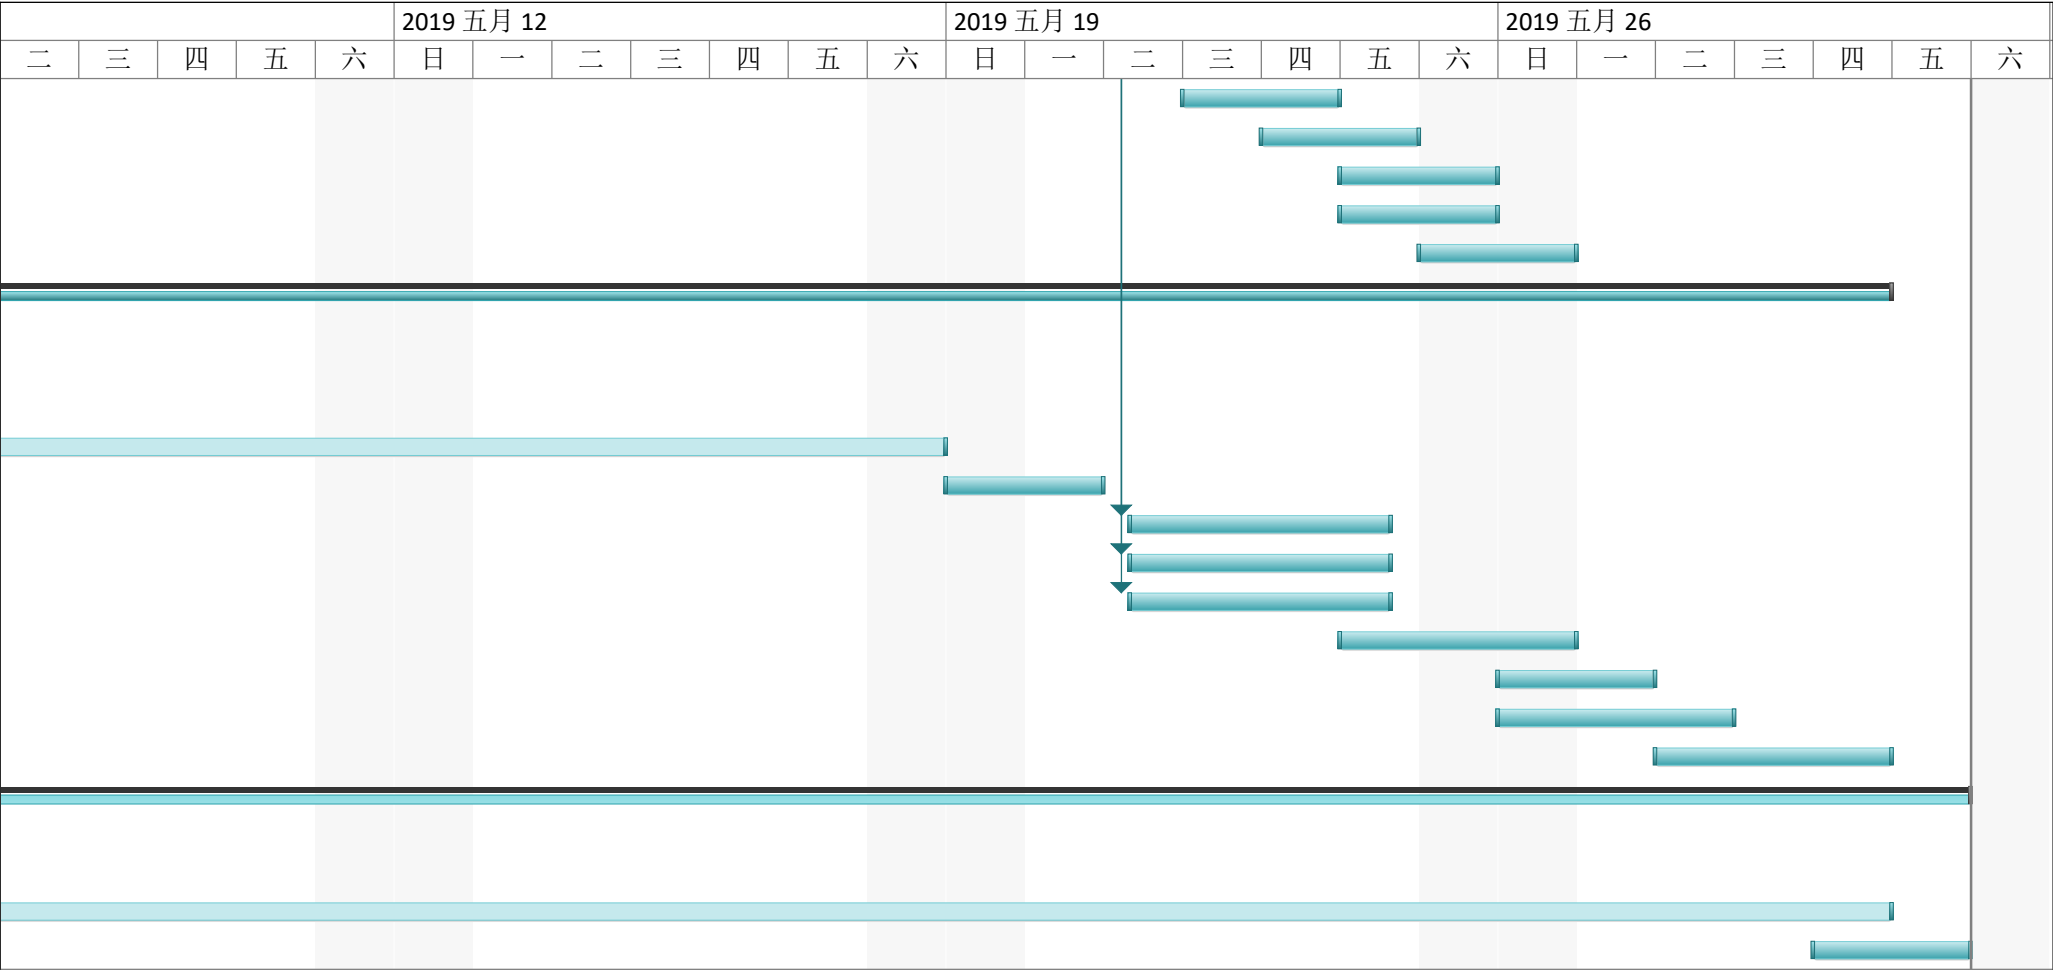 2019 五月 12 2019 五月 19 2019 五月 26
二 三 四 五 六 日 一 二 三 四 五 六 日 一 二 三 四 五 六 日 一 二 三 四 五 六